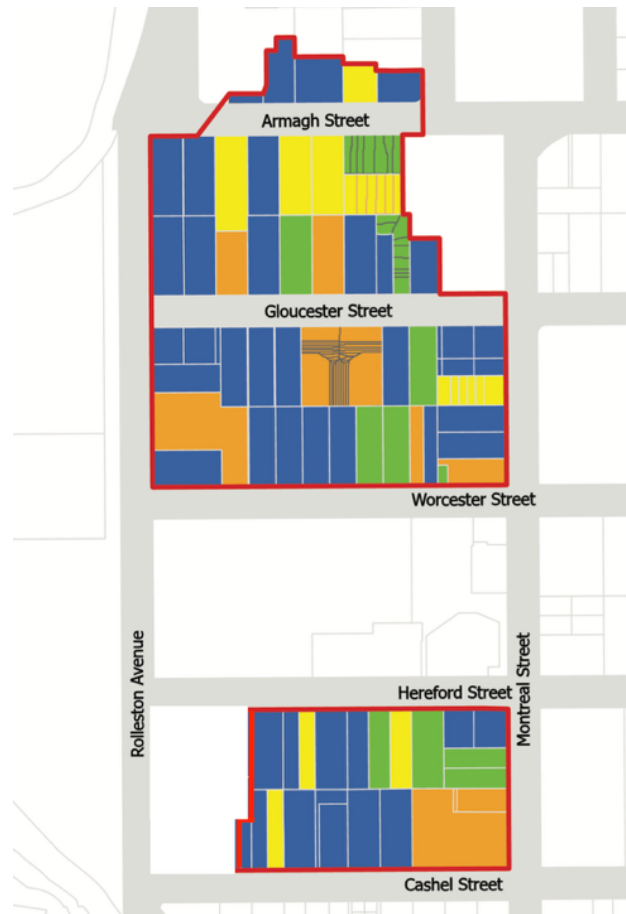 Armagh Street
Gloucester Street
Worcester Street
Rolleston Avenue
Montreal Street
Hereford Street
Cashel Street